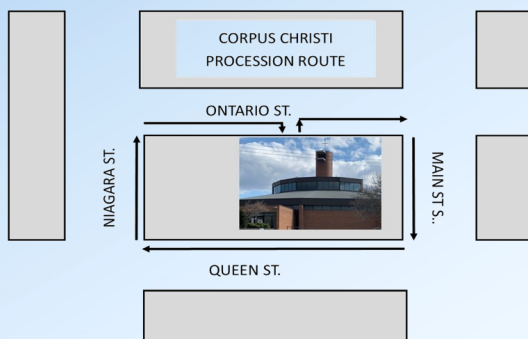 CORPUS CHRISTI
PROCESSION ROUTE
ONTARIO ST.
NIAGARA ST.
MAIN ST S..
QUEEN ST.